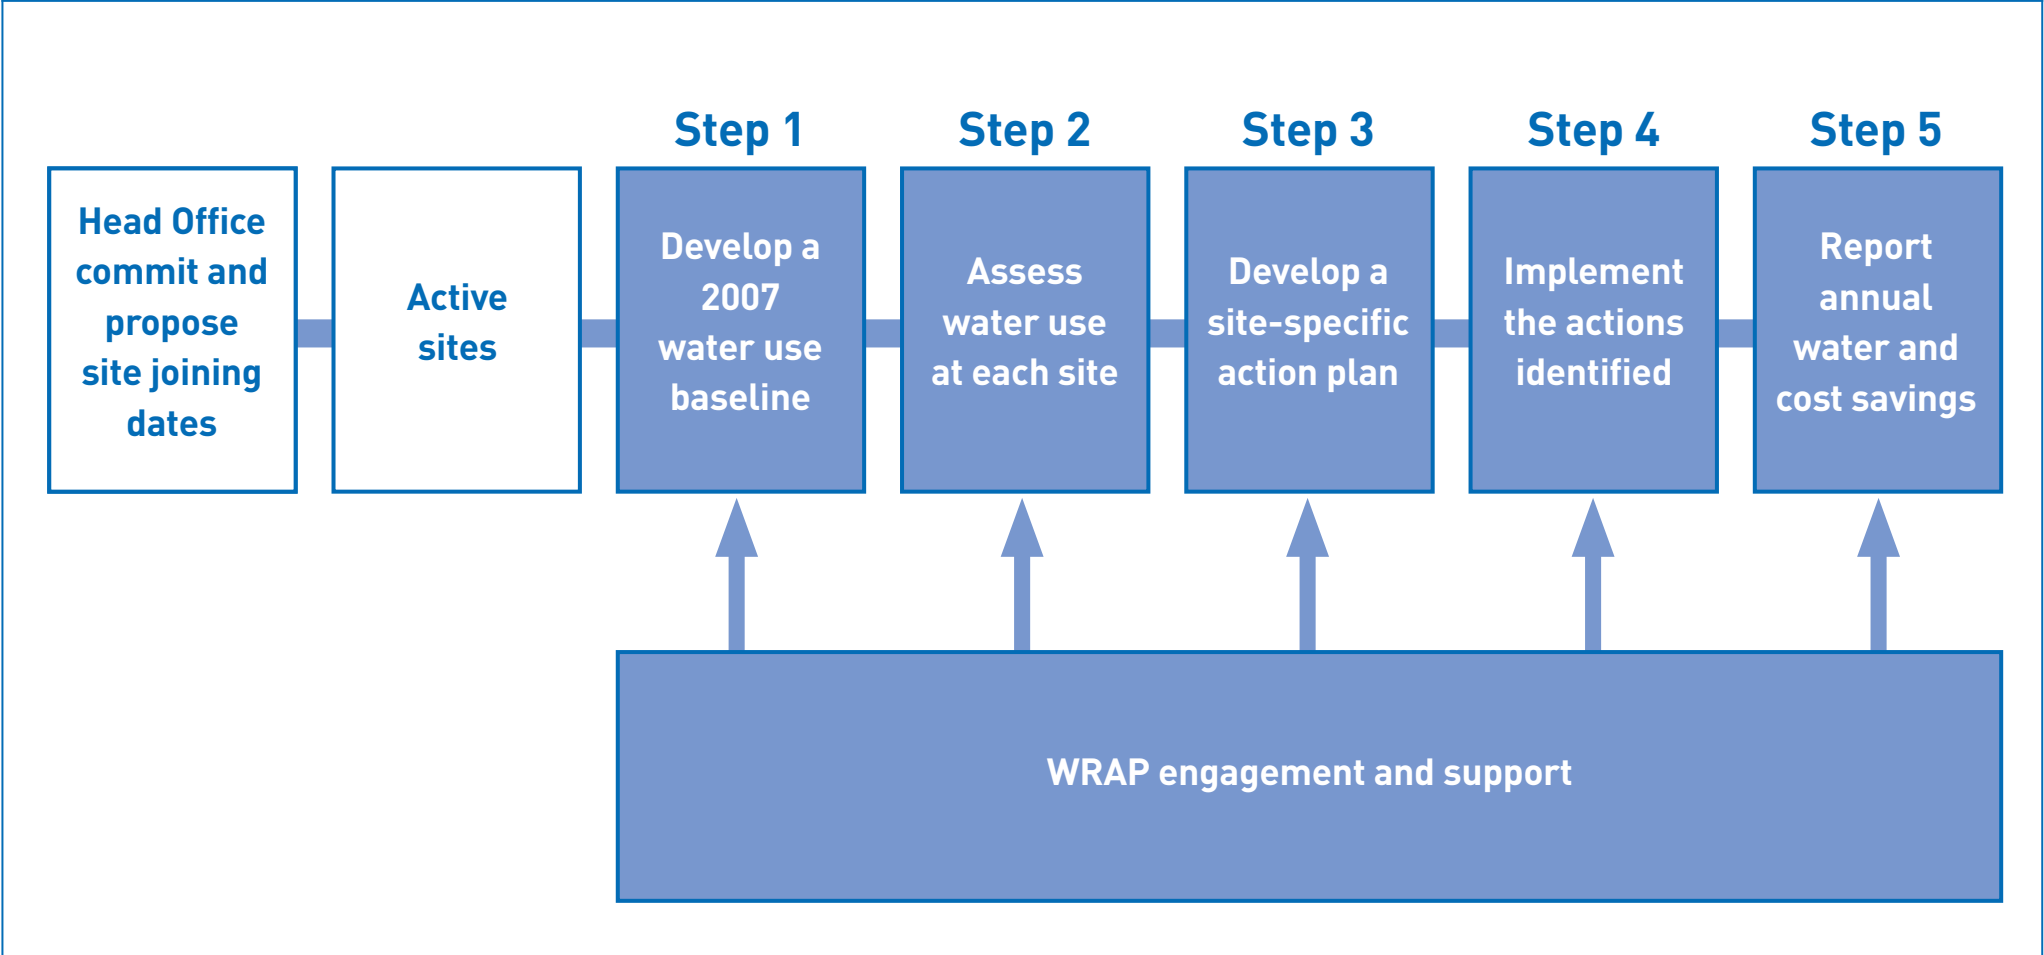 Step 1
Step 2
Step 3
Step 4
Step 5
Head Office
commit and
propose
site joining
dates
Active
sites
Develop a
2007
water use
baseline
Assess
water use
at each site
Develop a
site-specific
action plan
Implement
the actions
identified
Report
annual
water and
cost savings
WRAP engagement and support